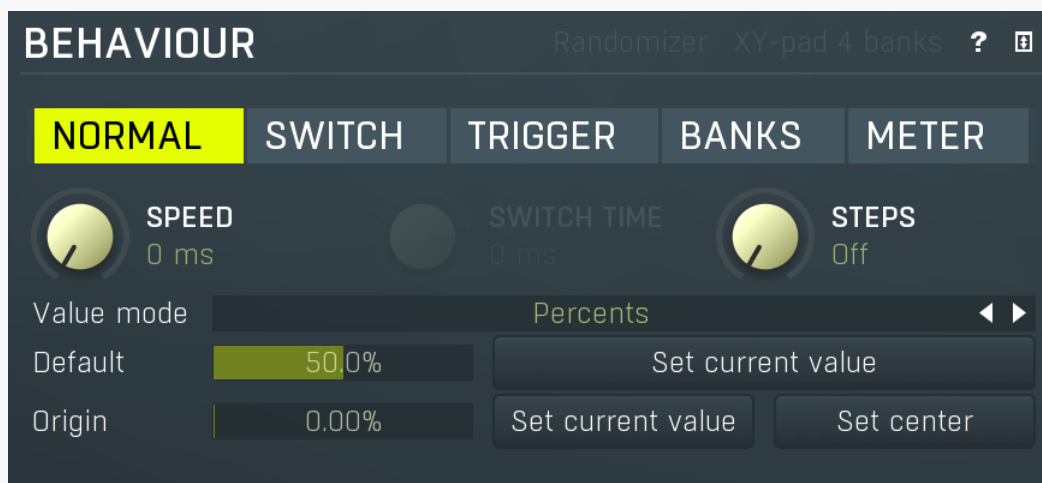 BEHAVIOUR Randomizer XY-pad 4 banks ?
NORMAL SWITCH TRIGGER BANKS METER
SPEED SWITCH TIME STEPS
0 ms 0 ms Off
Value mode Percents
Default 50.0% Set current value
Origin 0.00% Set current value Set center